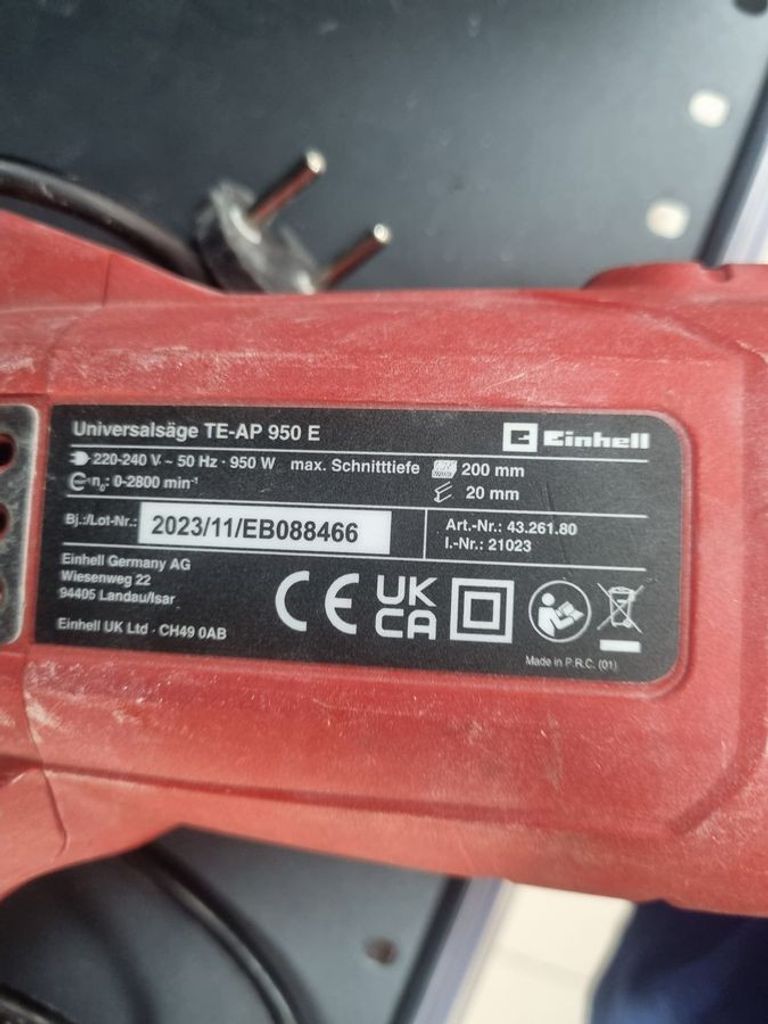 Universalsäge TE-AP 950 E
Einhell
220-240 V ~ 50 Hz · 950 W max. Schnitttiefe 200 mm
n₀: 0-2800 min⁻¹ 20 mm
Bj.:/Lot-Nr.: 2023/11/EB088466
Art.-Nr.: 43.261.80
I.-Nr.: 21023
Einhell Germany AG
Wiesenweg 22
94405 Landau/Isar
Einhell UK Ltd · CH49 0AB
CE UK
CA
Made in P.R.C. (01)